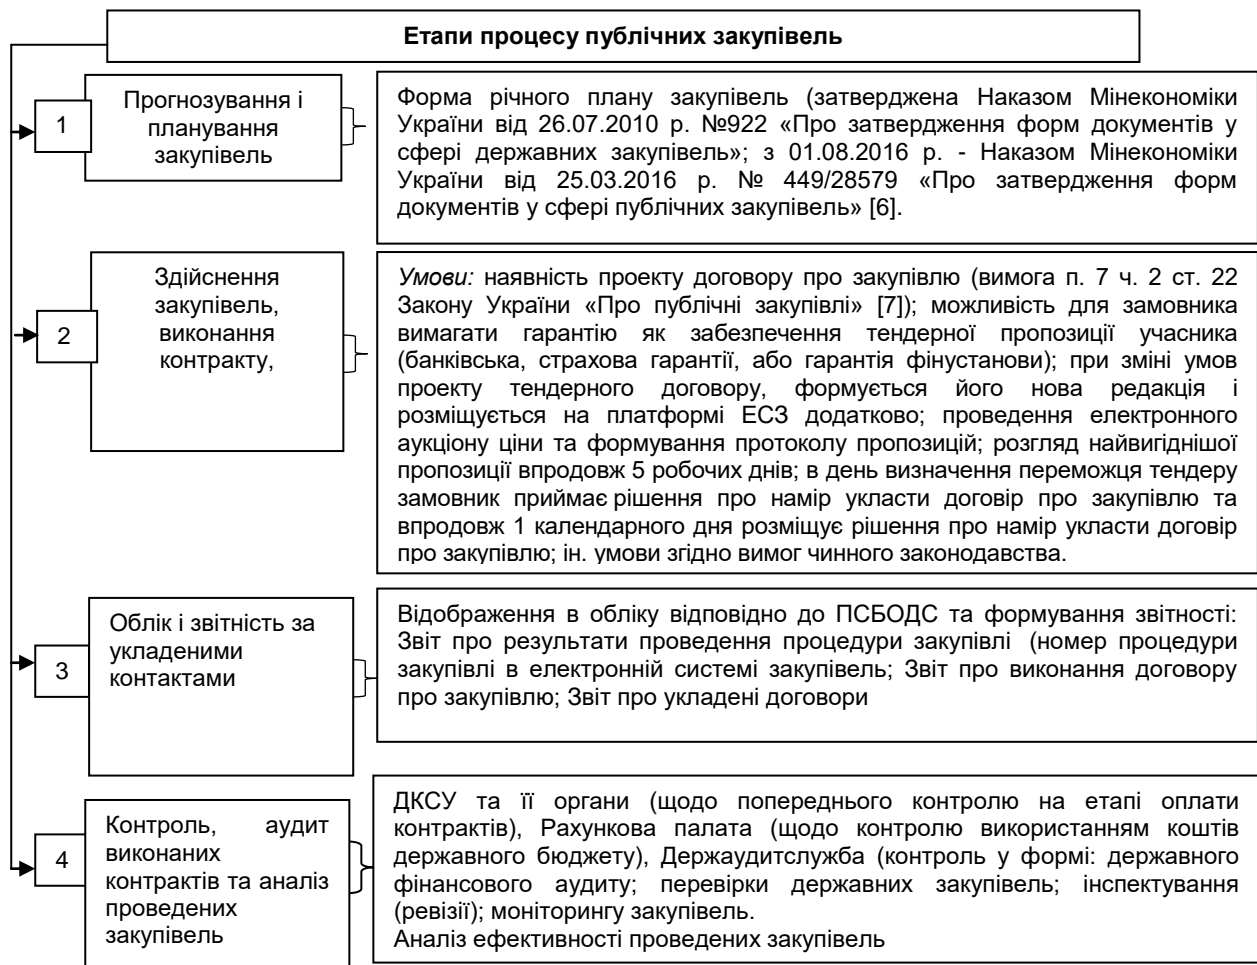 Етапи процесу публічних закупівель
1
Прогнозування і
планування
закупівель
Форма річного плану закупівель (затверджена Наказом Мінекономіки
України від 26.07.2010 р. №922 «Про затвердження форм документів у
сфері державних закупівель»; з 01.08.2016 р. - Наказом Мінекономіки
України від 25.03.2016 р. № 449/28579 «Про затвердження форм
документів у сфері публічних закупівель» [6].
2
Здійснення
закупівель,
виконання
контракту,
Умови: наявність проекту договору про закупівлю (вимога п. 7 ч. 2 ст. 22
Закону України «Про публічні закупівлі» [7]); можливість для замовника
вимагати гарантію як забезпечення тендерної пропозиції учасника
(банківська, страхова гарантії, або гарантія фінустанови); при зміні умов
проекту тендерного договору, формується його нова редакція і
розміщується на платформі ЕСЗ додатково; проведення електронного
аукціону ціни та формування протоколу пропозицій; розгляд найвигіднішої
пропозиції впродовж 5 робочих днів; в день визначення переможця тендеру
замовник приймає рішення про намір укласти договір про закупівлю та
впродовж 1 календарного дня розміщує рішення про намір укласти договір
про закупівлю; ін. умови згідно вимог чинного законодавства.
3
Облік і звітність за
укладеними
контактами
Відображення в обліку відповідно до ПСБОДС та формування звітності:
Звіт про результати проведення процедури закупівлі (номер процедури
закупівлі в електронній системі закупівель; Звіт про виконання договору
про закупівлю; Звіт про укладені договори
4
Контроль, аудит
виконаних
контрактів та аналіз
проведених
закупівель
ДКСУ та її органи (щодо попереднього контролю на етапі оплати
контрактів), Рахункова палата (щодо контролю використанням коштів
державного бюджету), Держаудитслужба (контроль у формі: державного
фінансового аудиту; перевірки державних закупівель; інспектування
(ревізії); моніторингу закупівель.
Аналіз ефективності проведених закупівель